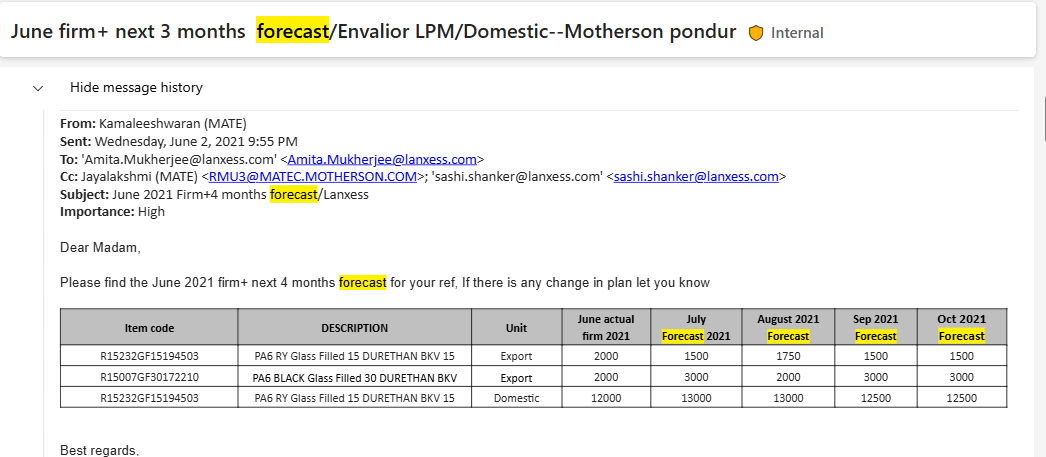 June firm+ next 3 months forecast/Envalior LPM/Domestic--Motherson pondur Internal
Hide message history
From: Kamaleeshwaran (MATE)
Sent: Wednesday, June 2, 2021 9:55 PM
To: 'Amita.Mukherjee@lanxess.com' <Amita.Mukherjee@lanxess.com>
Cc: Jayalakshmi (MATE) <RMU3@MATEC.MOTHERSON.COM>; 'sashi.shanker@lanxess.com' <sashi.shanker@lanxess.com>
Subject: June 2021 Firm+4 months forecast/Lanxess
Importance: High
Dear Madam,
Please find the June 2021 firm+ next 4 months forecast for your ref, If there is any change in plan let you know
Item code DESCRIPTION Unit June actual firm 2021 July Forecast 2021 August 2021 Forecast Sep 2021 Forecast Oct 2021 Forecast
R15232GF15194503 PA6 RY Glass Filled 15 DURETHAN BKV 15 Export 2000 1500 1750 1500 1500
R15007GF30172210 PA6 BLACK Glass Filled 30 DURETHAN BKV Export 2000 3000 2000 3000 3000
R15232GF15194503 PA6 RY Glass Filled 15 DURETHAN BKV 15 Domestic 12000 13000 13000 12500 12500
Best regards,